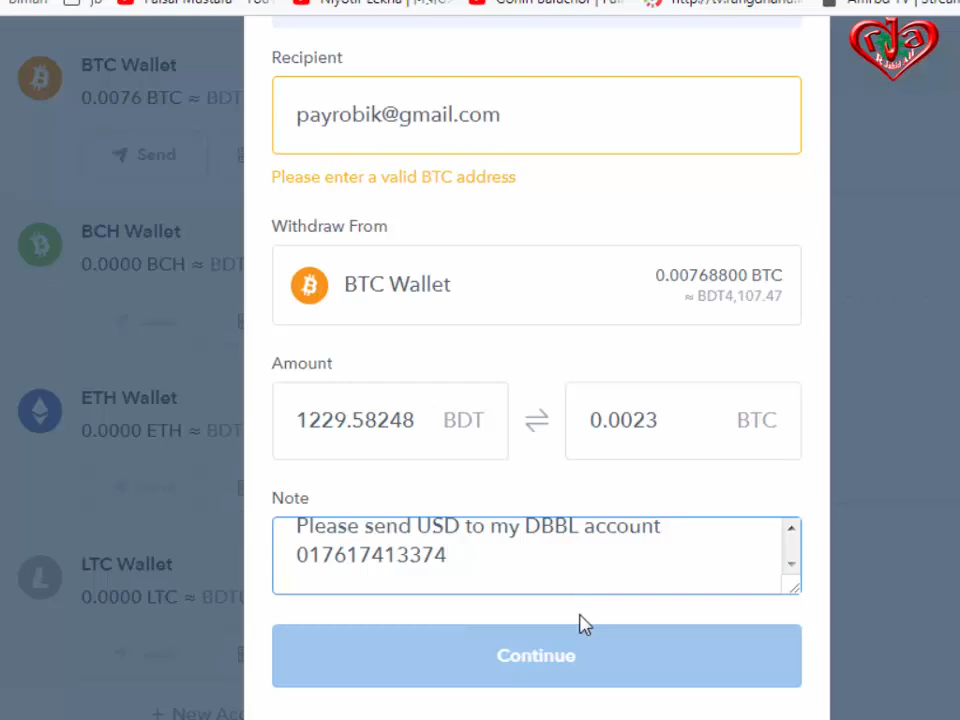 Recipient
BTC Wallet
0.0076 BTC ≈ BDT
payrobik@gmail.com
Send
Please enter a valid BTC address
Withdraw From
BCH Wallet
0.0000 BCH ≈ BDT
BTC Wallet
0.00768800 BTC
≈ BDT4,107.47
Amount
ETH Wallet
0.0000 ETH ≈ BDT
1229.58248 BDT
0.0023 BTC
Note
Please send USD to my DBBL account
017617413374
LTC Wallet
0.0000 LTC ≈ BDT
Continue
+ New Ac
rja